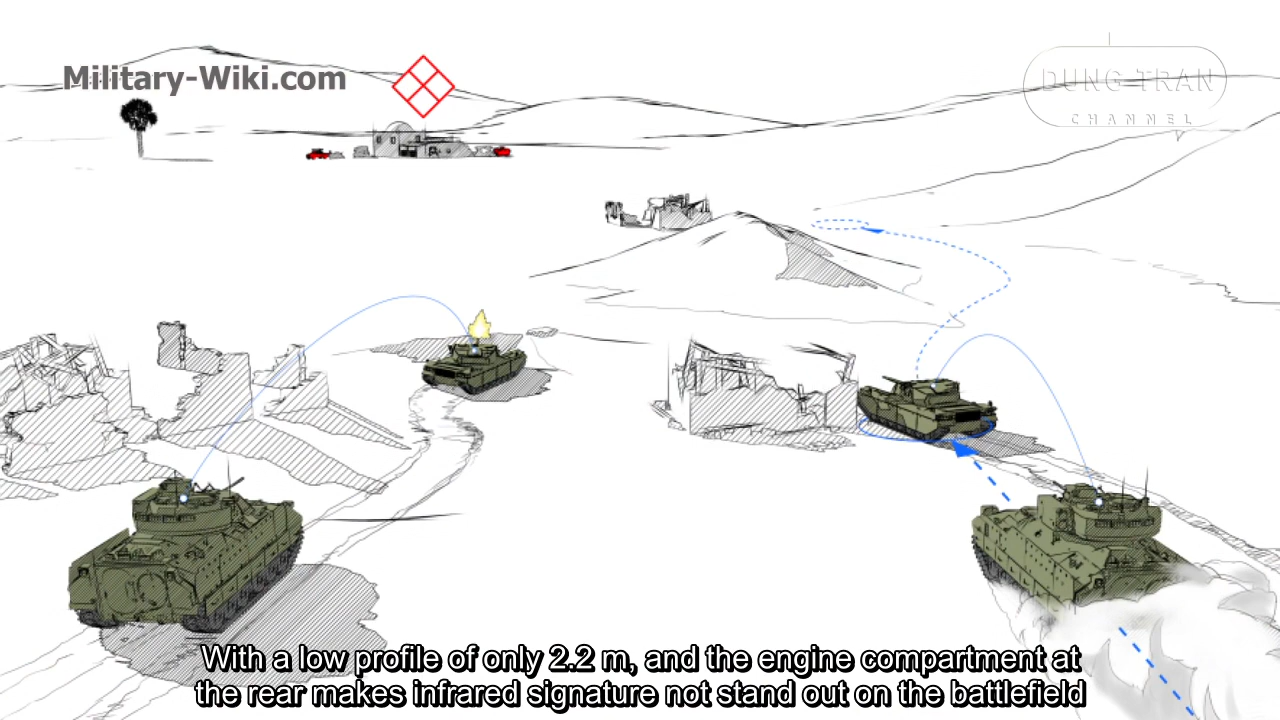 Military-Wiki.com
DUNG TRAN
CHANNEL
With a low profile of only 2.2 m, and the engine compartment at
the rear makes infrared signature not stand out on the battlefield